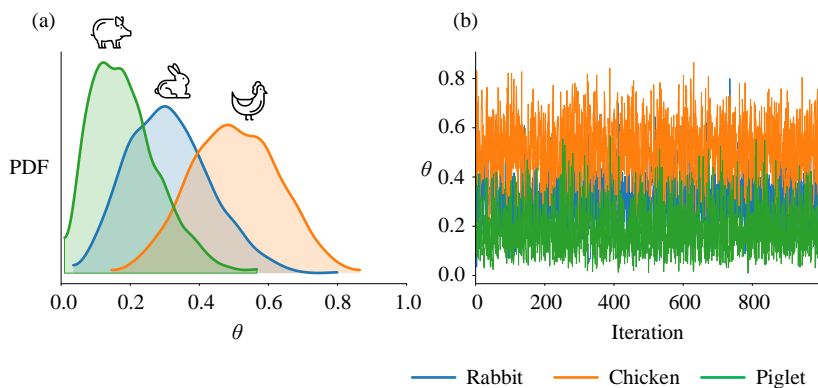 (a)
PDF
0.0 0.2 0.4 0.6 0.8 1.0
θ
(b)
0.8
0.6
θ
0.4
0.2
0.0
0 200 400 600 800
Iteration
Rabbit Chicken Piglet